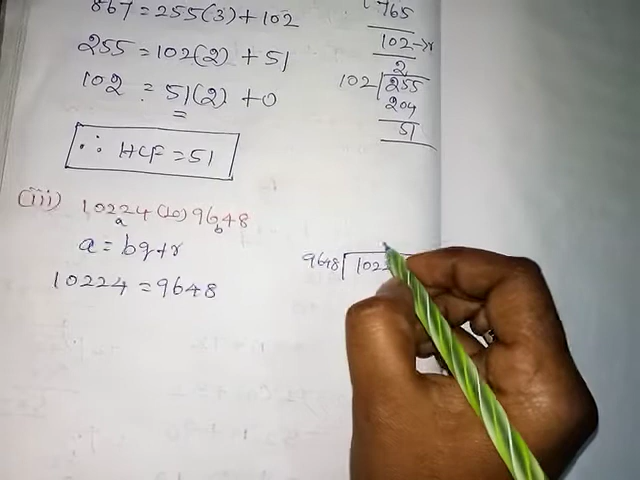 867 = 255(3) + 102
255 = 102(2) + 51
102 = 51(2) + 0
∴ HCF = 51
(iii) 10224 (10) 9648
a b
a = bq+r
10224 = 9648
765
102→r
2
102 255
204
51
9648 1022